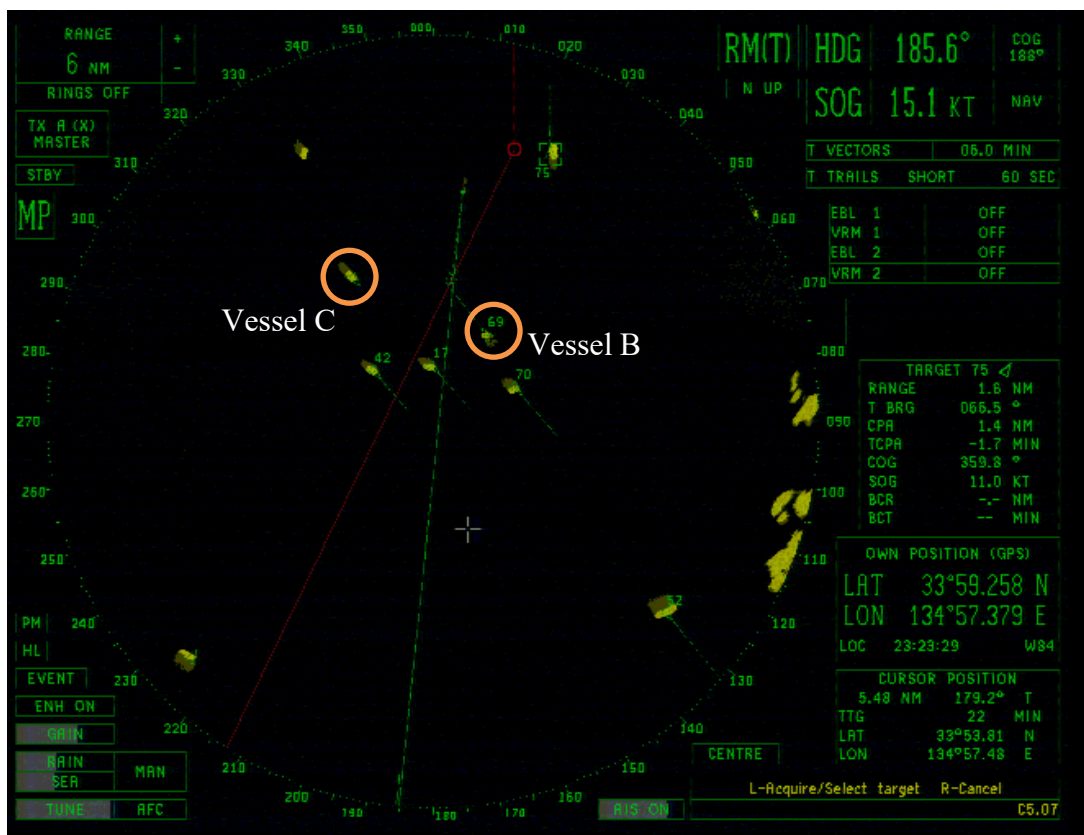 RANGE
6 NM
+
-
RINGS OFF
TX A (X)
MASTER
STBY
MP
PM
HL
EVENT
ENH ON
GAIN
RAIN
SEA
MAN
TUNE
AFC
350
000
010
020
030
040
050
060
070
080
090
100
110
120
130
140
150
160
170
180
190
200
210
220
230
240
250
260
270
280
290
300
310
320
330
340
75
69
Vessel C
Vessel B
42
17
70
52
RM(T)
N UP
HDG 185.6°
COG
188°
SOG 15.1 KT
NAV
T VECTORS 06.0 MIN
T TRAILS SHORT 60 SEC
EBL 1 OFF
VRM 1 OFF
EBL 2 OFF
VRM 2 OFF
TARGET 75
RANGE 1.6 NM
T BRG 066.5 °
CPA 1.4 NM
TCPA -1.7 MIN
COG 359.8 °
SOG 11.0 KT
BCR -.- NM
BCT -- MIN
OWN POSITION (GPS)
LAT 33°59.258 N
LON 134°57.379 E
LOC 23:23:29 W84
CURSOR POSITION
5.48 NM 179.2° T
TTG 22 MIN
LAT 33°53.81 N
LON 134°57.48 E
CENTRE
L-Acquire/Select target R-Cancel
AIS ON
C5.07